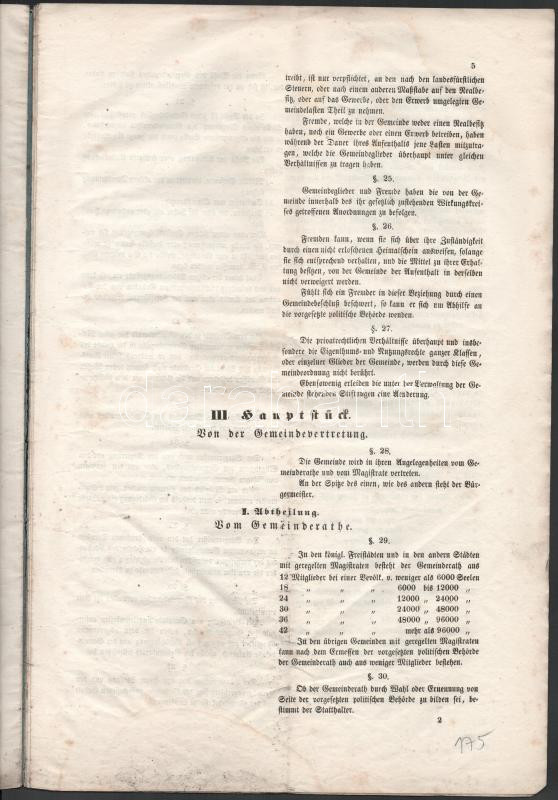 5
treibt, ist nur verpflichtet, an den nach den landesfürstlichen
Steuern, oder nach einem anderen Maßstabe auf den Realbe-
sitz, oder auf das Gewerbe, oder den Erwerb umgelegten Ge-
meindelasten Theil zu nehmen.
Fremde, welche in der Gemeinde weder einen Realbesitz
haben, noch ein Gewerbe oder einen Erwerb betreiben, haben
während der Dauer ihres Aufenthalts jene Lasten mitzutra-
gen, welche die Gemeindeglieder überhaupt unter gleichen
Verhältnissen zu tragen haben.
§. 25.
Gemeindeglieder und Fremde haben die von der Ge-
meinde innerhalb des ihr gesetzlich zustehenden Wirkungskrei-
ses getroffenen Anordnungen zu befolgen.
§. 26.
Fremden kann, wenn sie sich über ihre Zuständigkeit
durch einen nicht erloschenen Heimatschein ausweisen, solange
sie sich entsprechend verhalten, und die Mittel zu ihrer Erhal-
tung besitzen, von der Gemeinde der Aufenthalt in derselben
nicht verweigert werden.
Fühlt sich ein Fremder in dieser Beziehung durch einen
Gemeindebeschluß beschwert, so kann er sich um Abhilfe an
die vorgesetzte politische Behörde wenden.
§. 27.
Die privatrechtlichen Verhältnisse überhaupt und insbe-
sondere die Eigenthums- und Nutzungsrechte ganzer Klassen,
oder einzelner Glieder der Gemeinde, werden durch diese Ge-
meindeordnung nicht berührt.
Ebensowenig erleiden die unter der Verwaltung der Ge-
meinde stehenden Stiftungen eine Aenderung.
III Hauptstück.
Von der Gemeindevertretung.
§. 28.
Die Gemeinde wird in ihren Angelegenheiten vom Ge-
meinderathe und vom Magistrate vertreten.
An der Spitze des einen, wie des andern steht der Bür-
germeister.
I. Abtheilung.
Vom Gemeinderathe.
§. 29.
In den königl. Freistädten und in den andern Städten
mit geregelten Magistraten besteht der Gemeinderath aus
12 Mitglieder bei einer Bevölk. v. weniger als 6000 Seelen
18 „ „ „ 6000 bis 12000 „
24 „ „ „ 12000 „ 24000 „
30 „ „ „ 24000 „ 48000 „
36 „ „ „ 48000 „ 96000 „
42 „ „ „ mehr als 96000 „
In den übrigen Gemeinden mit geregelten Magistraten
kann nach dem Ermessen der vorgesetzten politischen Behörde
der Gemeinderath auch aus weniger Mitglieder bestehen.
§. 30.
Ob der Gemeinderath durch Wahl oder Ernennung von
Seite der vorgesetzten politischen Behörde zu bilden sei, be-
stimmt der Statthalter.
2
175